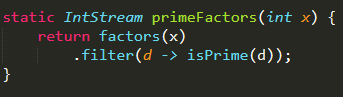 static IntStream primeFactors(int x) {
    return factors(x)
        .filter(d -> isPrime(d));
}